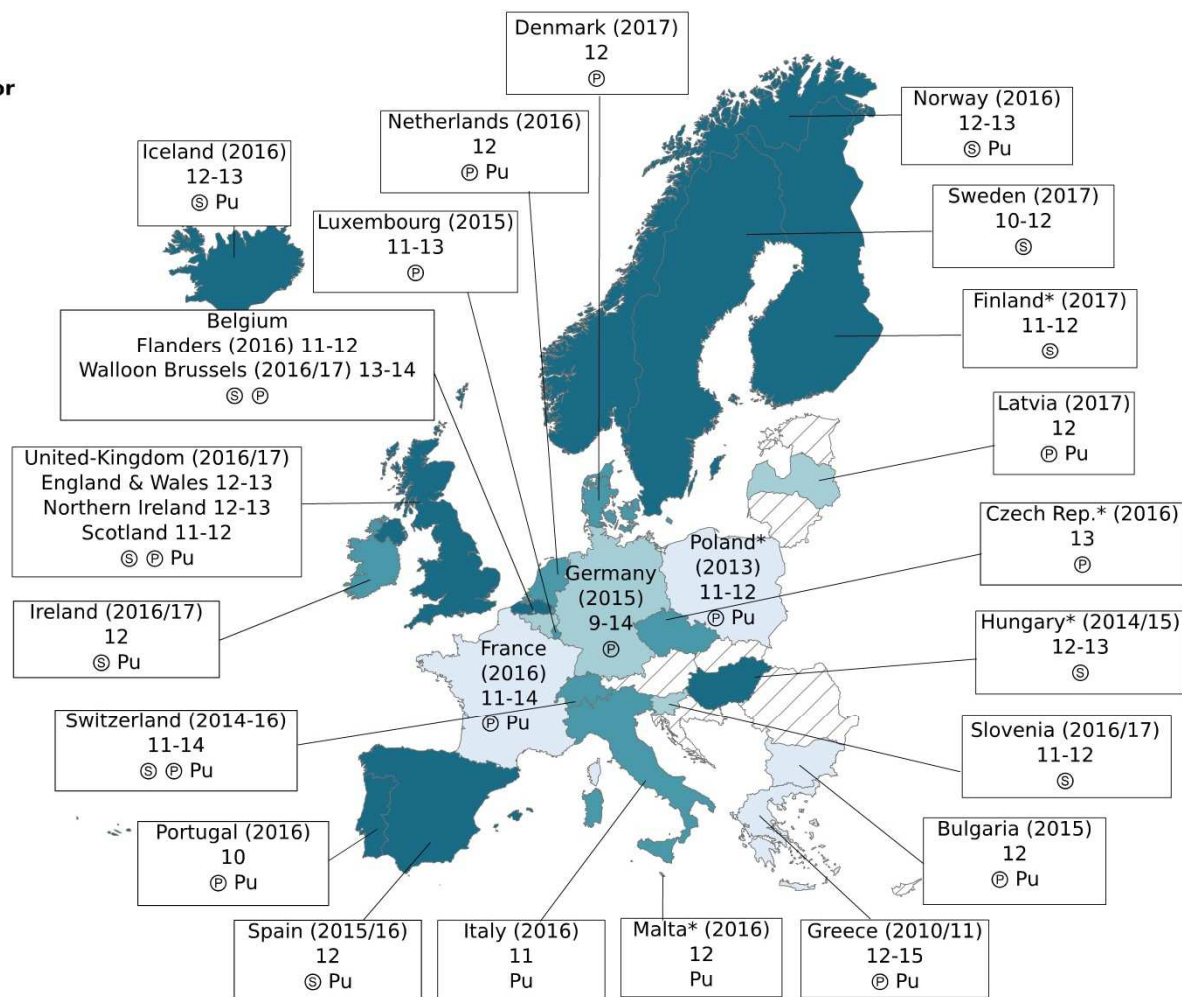 or
Denmark (2017)
12
Ⓟ
Netherlands (2016)
12
Ⓟ Pu
Norway (2016)
12-13
Ⓢ Pu
Iceland (2016)
12-13
Ⓢ Pu
Luxembourg (2015)
11-13
Ⓟ
Sweden (2017)
10-12
Ⓢ
Finland* (2017)
11-12
Ⓢ
Belgium
Flanders (2016) 11-12
Walloon Brussels (2016/17) 13-14
Ⓢ Ⓟ
Latvia (2017)
12
Ⓟ Pu
United-Kingdom (2016/17)
England & Wales 12-13
Northern Ireland 12-13
Scotland 11-12
Ⓢ Ⓟ Pu
Czech Rep.* (2016)
13
Ⓟ
Poland*
(2013)
11-12
Ⓟ Pu
Germany
(2015)
9-14
Ⓟ
Ireland (2016/17)
12
Ⓢ Pu
Hungary* (2014/15)
12-13
Ⓢ
France
(2016)
11-14
Ⓟ Pu
Switzerland (2014-16)
11-14
Ⓢ Ⓟ Pu
Slovenia (2016/17)
11-12
Ⓢ
Portugal (2016)
10
Ⓟ Pu
Bulgaria (2015)
12
Ⓟ Pu
Spain (2015/16)
12
Ⓢ Pu
Italy (2016)
11
Pu
Malta* (2016)
12
Pu
Greece (2010/11)
12-15
Ⓟ Pu